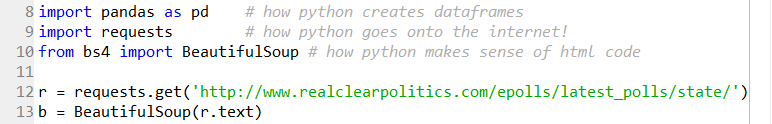 8 import pandas as pd    # how python creates dataframes
9 import requests        # how python goes onto the internet!
10 from bs4 import BeautifulSoup # how python makes sense of html code
11
12 r = requests.get('http://www.realclearpolitics.com/epolls/latest_polls/state/')
13 b = BeautifulSoup(r.text)